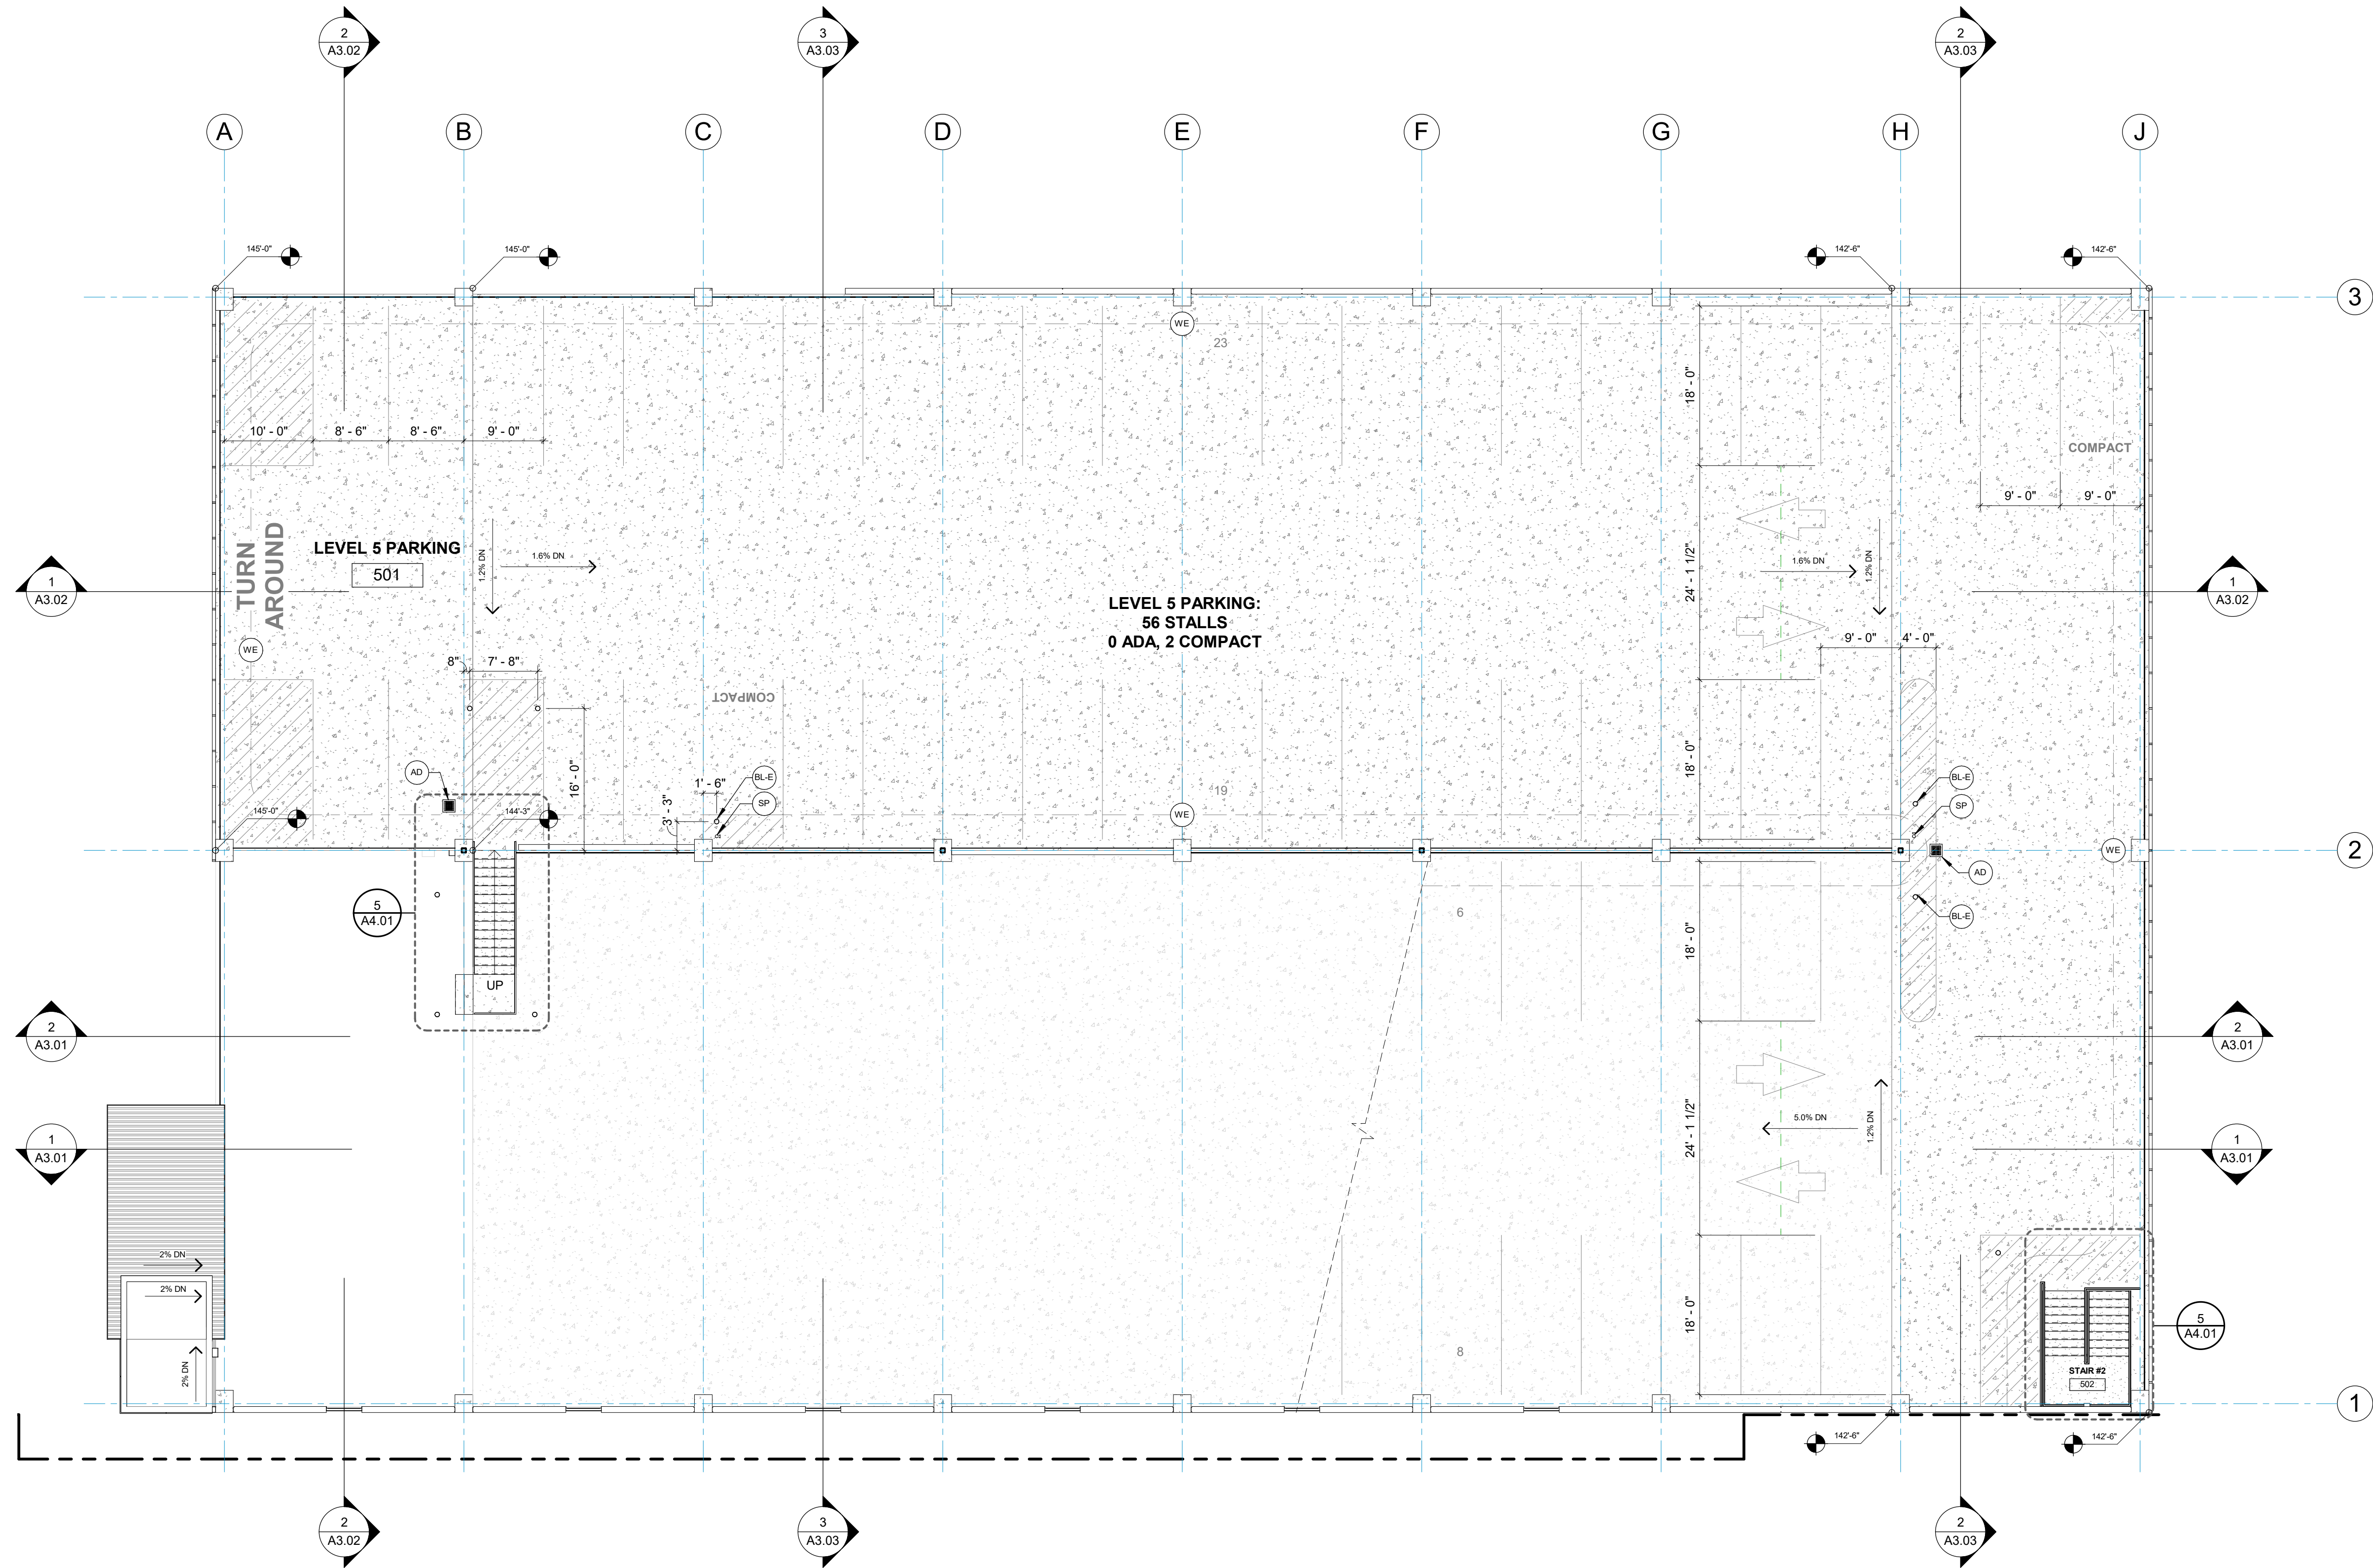 2
A3.02
3
A3.03
2
A3.03
A
B
C
D
E
F
G
H
J
145'-0"
145'-0"
142'-6"
142'-6"
3
WE
23
18' - 0"
10' - 0"
8' - 6"
8' - 6"
9' - 0"
COMPACT
9' - 0"
9' - 0"
TURN
AROUND
LEVEL 5 PARKING
501
1.2% DN
1.6% DN
24' - 1 1/2"
1.6% DN
1.2% DN
1
A3.02
1
A3.02
LEVEL 5 PARKING:
56 STALLS
0 ADA, 2 COMPACT
WE
8"
7' - 8"
9' - 0"
4' - 0"
COMPACT
16' - 0"
AD
1' - 6"
BL-E
SP
3' - 3"
19
WE
18' - 0"
BL-E
SP
145'-0"
144'-3"
WE
2
AD
5
A4.01
6
18' - 0"
BL-E
UP
2
A3.01
2
A3.01
24' - 1 1/2"
5.0% DN
1.2% DN
1
A3.01
1
A3.01
2% DN
2% DN
2% DN
18' - 0"
8
5
A4.01
STAIR #2
502
1
142'-6"
142'-6"
2
A3.02
3
A3.03
2
A3.03